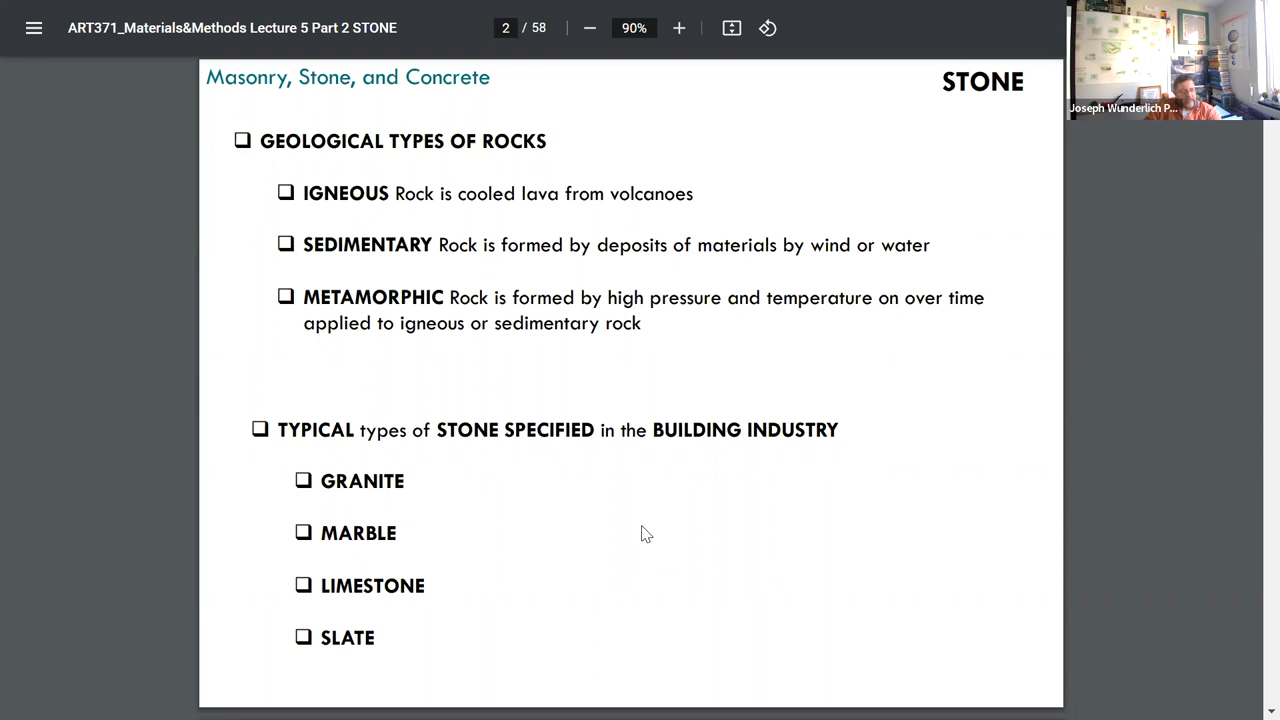 ART371_Materials&Methods Lecture 5 Part 2 STONE
2 / 58
90%
Joseph Wunderlich P...
Masonry, Stone, and Concrete
STONE
GEOLOGICAL TYPES OF ROCKS
IGNEOUS Rock is cooled lava from volcanoes
SEDIMENTARY Rock is formed by deposits of materials by wind or water
METAMORPHIC Rock is formed by high pressure and temperature on over time
applied to igneous or sedimentary rock
TYPICAL types of STONE SPECIFIED in the BUILDING INDUSTRY
GRANITE
MARBLE
LIMESTONE
SLATE